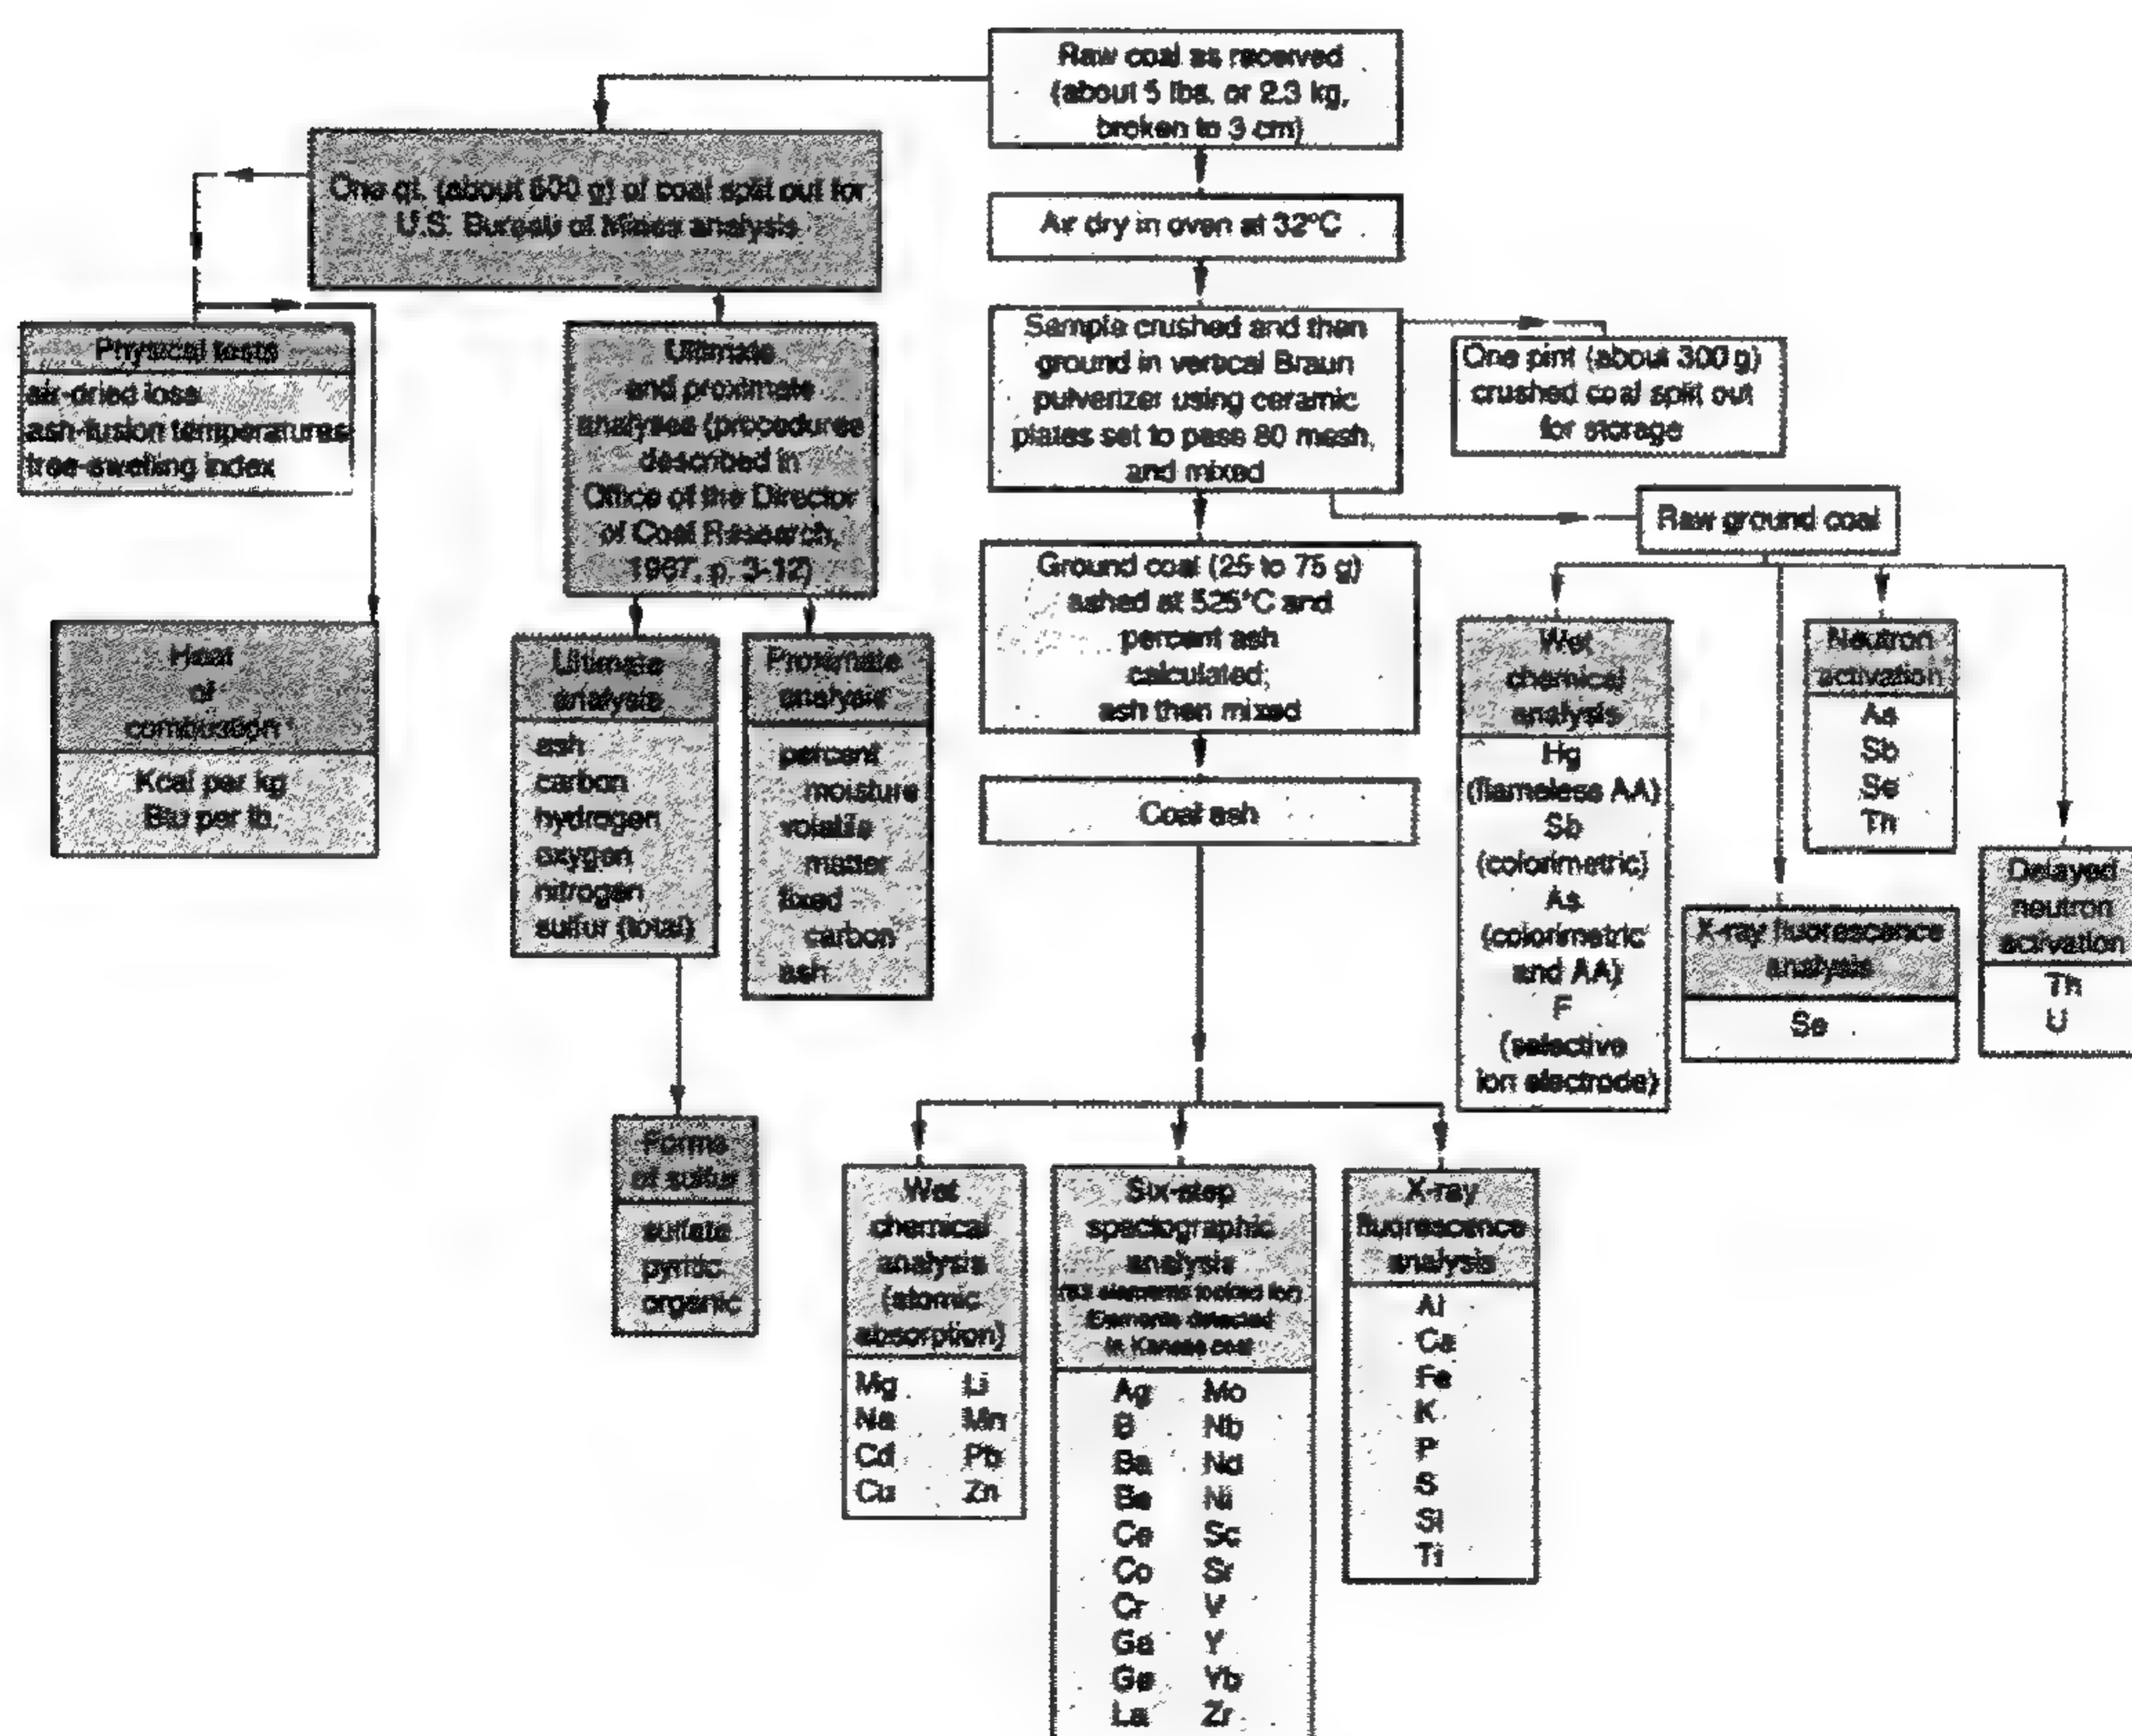 Raw coal as received
(about 5 lbs. or 2.3 kg,
broken to 3 cm)
One qt. (about 600 g) of coal split out for
U.S. Bureau of Mines analysis
Air dry in oven at 32°C
Physical tests
air-dried loss
ash-fusion temperatures
free-swelling index
Ultimate
and proximate
analyses (procedures
described in
Office of the Director
of Coal Research,
1967, p. 3-12)
Sample crushed and then
ground in vertical Braun
pulverizer using ceramic
plates set to pass 80 mesh,
and mixed
One pint (about 300 g)
crushed coal split out
for storage
Raw ground coal
Ground coal (25 to 75 g)
ashed at 525°C and
percent ash
calculated;
ash then mixed
Heat
of
combustion
Kcal per kg
Btu per lb.
Ultimate
analysis
ash
carbon
hydrogen
oxygen
nitrogen
sulfur (total)
Proximate
analysis
percent
moisture
volatile
matter
fixed
carbon
ash
Coal ash
Wet
chemical
analysis
Hg
(flameless AA)
Sb
(colorimetric)
As
(colorimetric
and AA)
F
(selective
ion electrode)
X-ray fluorescence
analysis
Se
Neutron
activation
As
Sb
Se
Th
Delayed
neutron
activation
Th
U
Forms
of sulfur
sulfate
pyritic
organic
Wet
chemical
analysis
(atomic
absorption)
Mg Li
Na Mn
Cd Pb
Cu Zn
Six-step
spectographic
analysis
elements looked for)
Elements detected
in Kansas coal
Ag Mo
B Nb
Ba Nd
Be Ni
Ce Sc
Co Sr
Cr V
Ga Y
Ge Yb
La Zr
X-ray
fluorescence
analysis
Al
Ca
Fe
K
P
S
Si
Ti